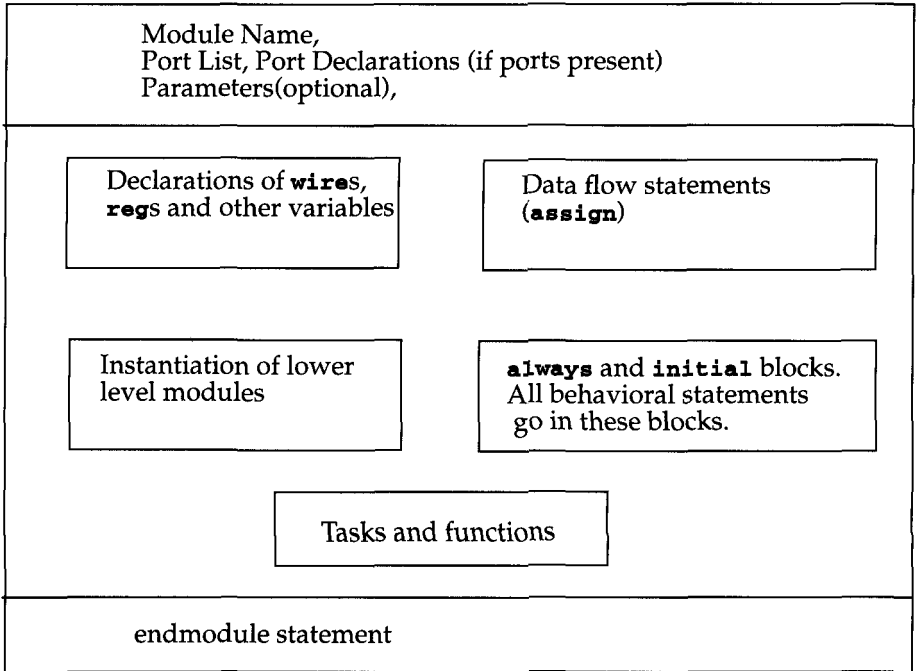 Module Name,
Port List, Port Declarations (if ports present)
Parameters(optional),
Declarations of wires,
regs and other variables
Data flow statements
(assign)
Instantiation of lower
level modules
always and initial blocks.
All behavioral statements
go in these blocks.
Tasks and functions
endmodule statement